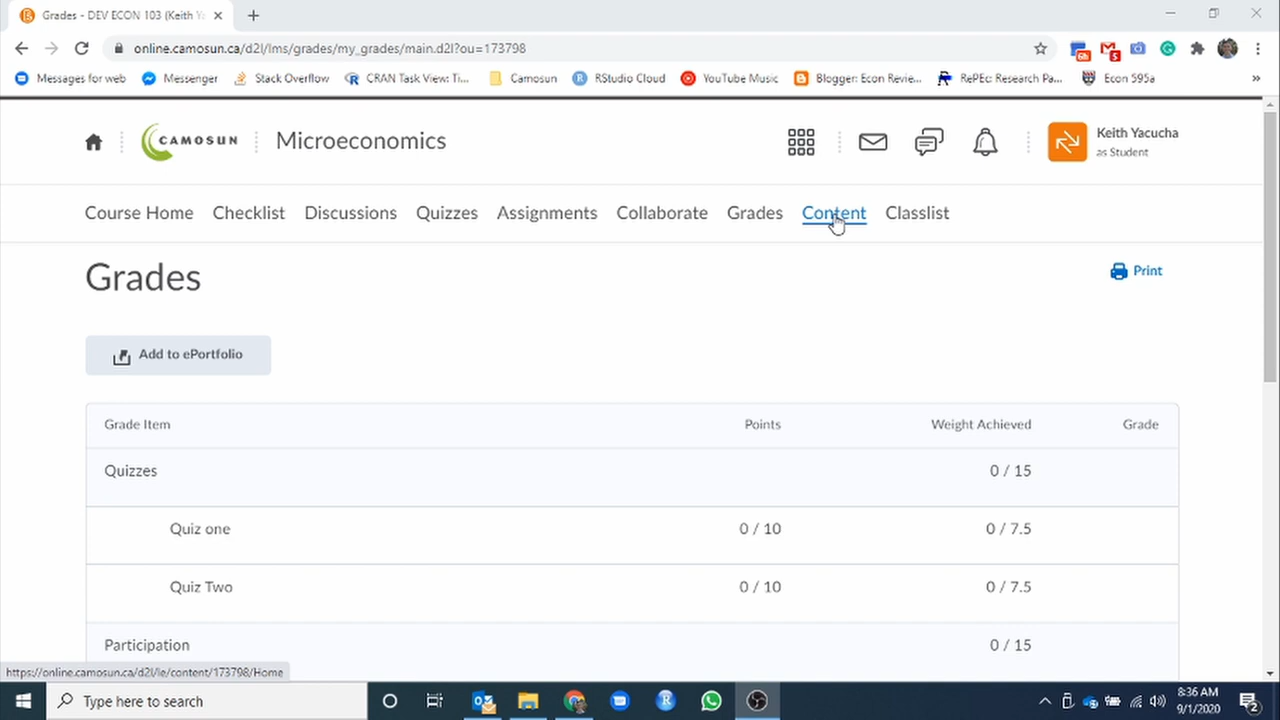 Grades - DEV ECON 103 (Keith Ya
online.camosun.ca/d2l/lms/grades/my_grades/main.d2l?ou=173798
6h
5
Messages for web
Messenger
Stack Overflow
CRAN Task View: Ti...
Camosun
RStudio Cloud
YouTube Music
Blogger: Econ Revie...
RePEc: Research Pa...
Econ 595a
»
CAMOSUN
Microeconomics
Keith Yacucha
as Student
Course Home Checklist Discussions Quizzes Assignments Collaborate Grades Content Classlist
Grades
Print
Add to ePortfolio
Grade Item Points Weight Achieved Grade
Quizzes 0 / 15
Quiz one 0 / 10 0 / 7.5
Quiz Two 0 / 10 0 / 7.5
Participation 0 / 15
https://online.camosun.ca/d2l/le/content/173798/Home
Type here to search
8:36 AM
9/1/2020
2